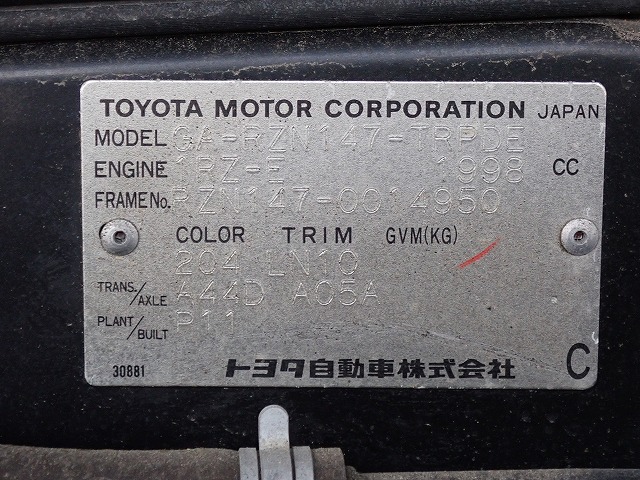 TOYOTA MOTOR CORPORATION JAPAN
MODEL GA-RZN147-TRPDE
ENGINE 1RZ-E 1998 CC
FRAME No. RZN147-0014950
COLOR TRIM GVM(KG)
204 LN10
TRANS./AXLE A44D A05A
PLANT/BUILT P11
30881 トヨタ自動車株式会社 C